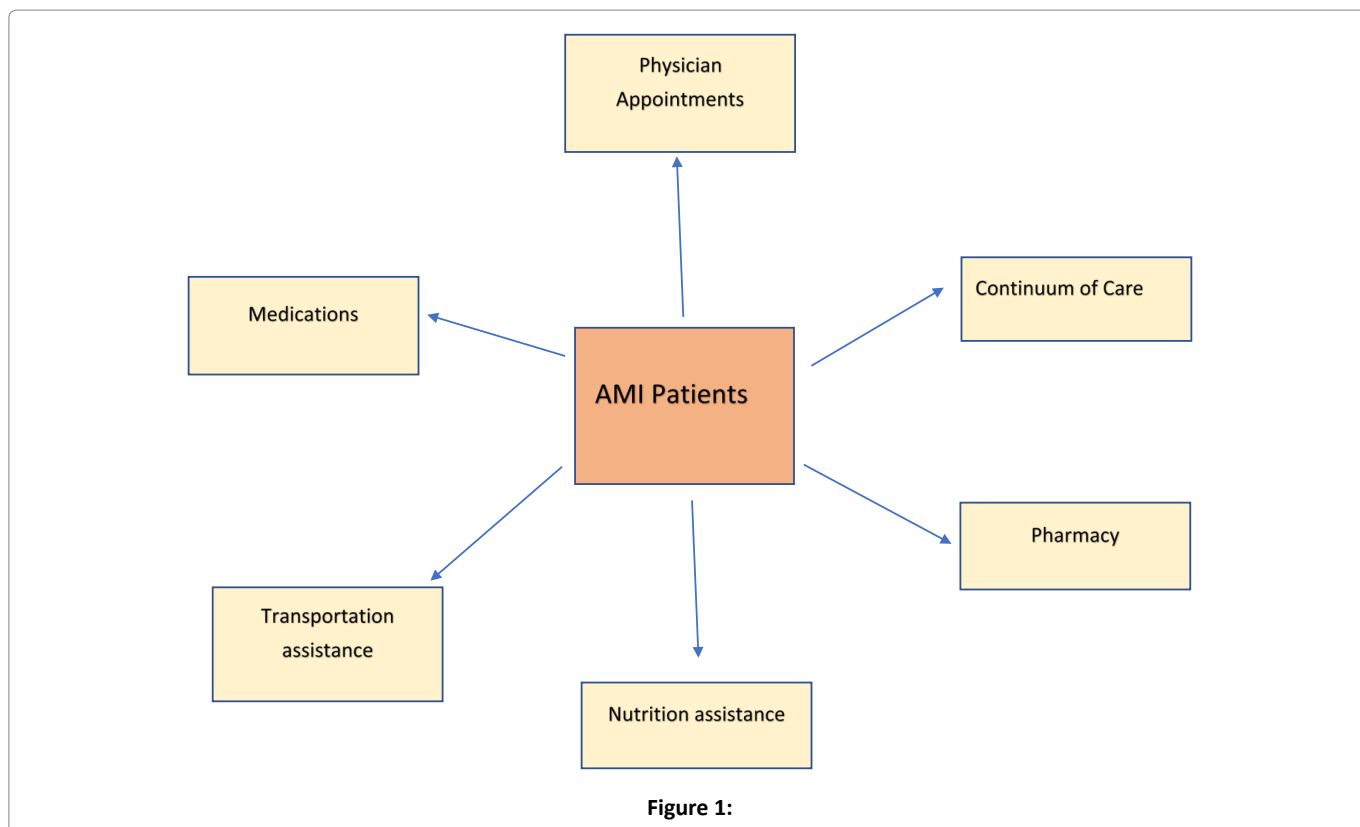 Physician
Appointments
Continuum of Care
Medications
AMI Patients
Pharmacy
Transportation
assistance
Nutrition assistance
Figure 1: